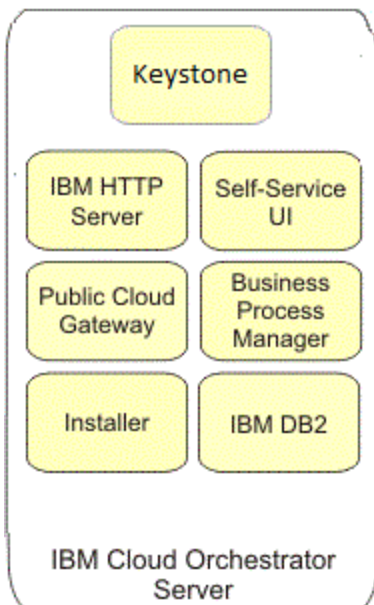 Keystone
IBM HTTP
Server
Self-Service
UI
Public Cloud
Gateway
Business
Process
Manager
Installer
IBM DB2
IBM Cloud Orchestrator
Server